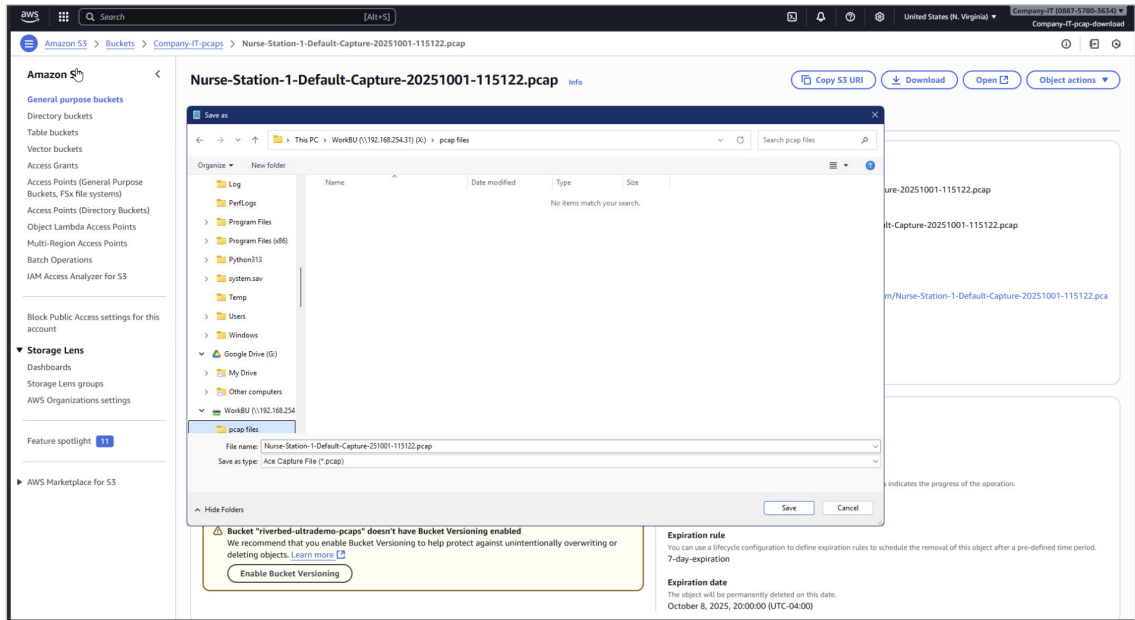 aws
Search
[Alt+S]
United States (N. Virginia) ▼
Company-IT (0887-5780-3634) ▼
Company-IT-pcap-download
Amazon S3 > Buckets > Company-IT-pcaps > Nurse-Station-1-Default-Capture-20251001-115122.pcap
Amazon S3
General purpose buckets
Directory buckets
Table buckets
Vector buckets
Access Grants
Access Points (General Purpose
Buckets, FSx file systems)
Access Points (Directory Buckets)
Object Lambda Access Points
Multi-Region Access Points
Batch Operations
IAM Access Analyzer for S3
Block Public Access settings for this
account
Storage Lens
Dashboards
Storage Lens groups
AWS Organizations settings
Feature spotlight 11
AWS Marketplace for S3
Nurse-Station-1-Default-Capture-20251001-115122.pcap Info
Copy S3 URI
Download
Open
Object actions ▼
Save as
This PC > WorkBU (\\192.168.254.31) (X:) > pcap files
Search pcap files
Organize
New folder
Name
Date modified
Type
Size
No items match your search.
Log
PerfLogs
Program Files
Program Files (x86)
Python313
system.sav
Temp
Users
Windows
Google Drive (G:)
My Drive
Other computers
WorkBU (\\192.168.254
pcap files
File name: Nurse-Station-1-Default-Capture-251001-115122.pcap
Save as type: Ace Capture File (*.pcap)
Hide Folders
Save
Cancel
ure-20251001-115122.pcap
lt-Capture-20251001-115122.pcap
m/Nurse-Station-1-Default-Capture-20251001-115122.pca
indicates the progress of the operation.
Bucket "riverbed-ultrademo-pcaps" doesn't have Bucket Versioning enabled
We recommend that you enable Bucket Versioning to help protect against unintentionally overwriting or
deleting objects. Learn more
Enable Bucket Versioning
Expiration rule
You can use a lifecycle configuration to define expiration rules to schedule the removal of this object after a pre-defined time period.
7-day-expiration
Expiration date
The object will be permanently deleted on this date.
October 8, 2025, 20:00:00 (UTC-04:00)